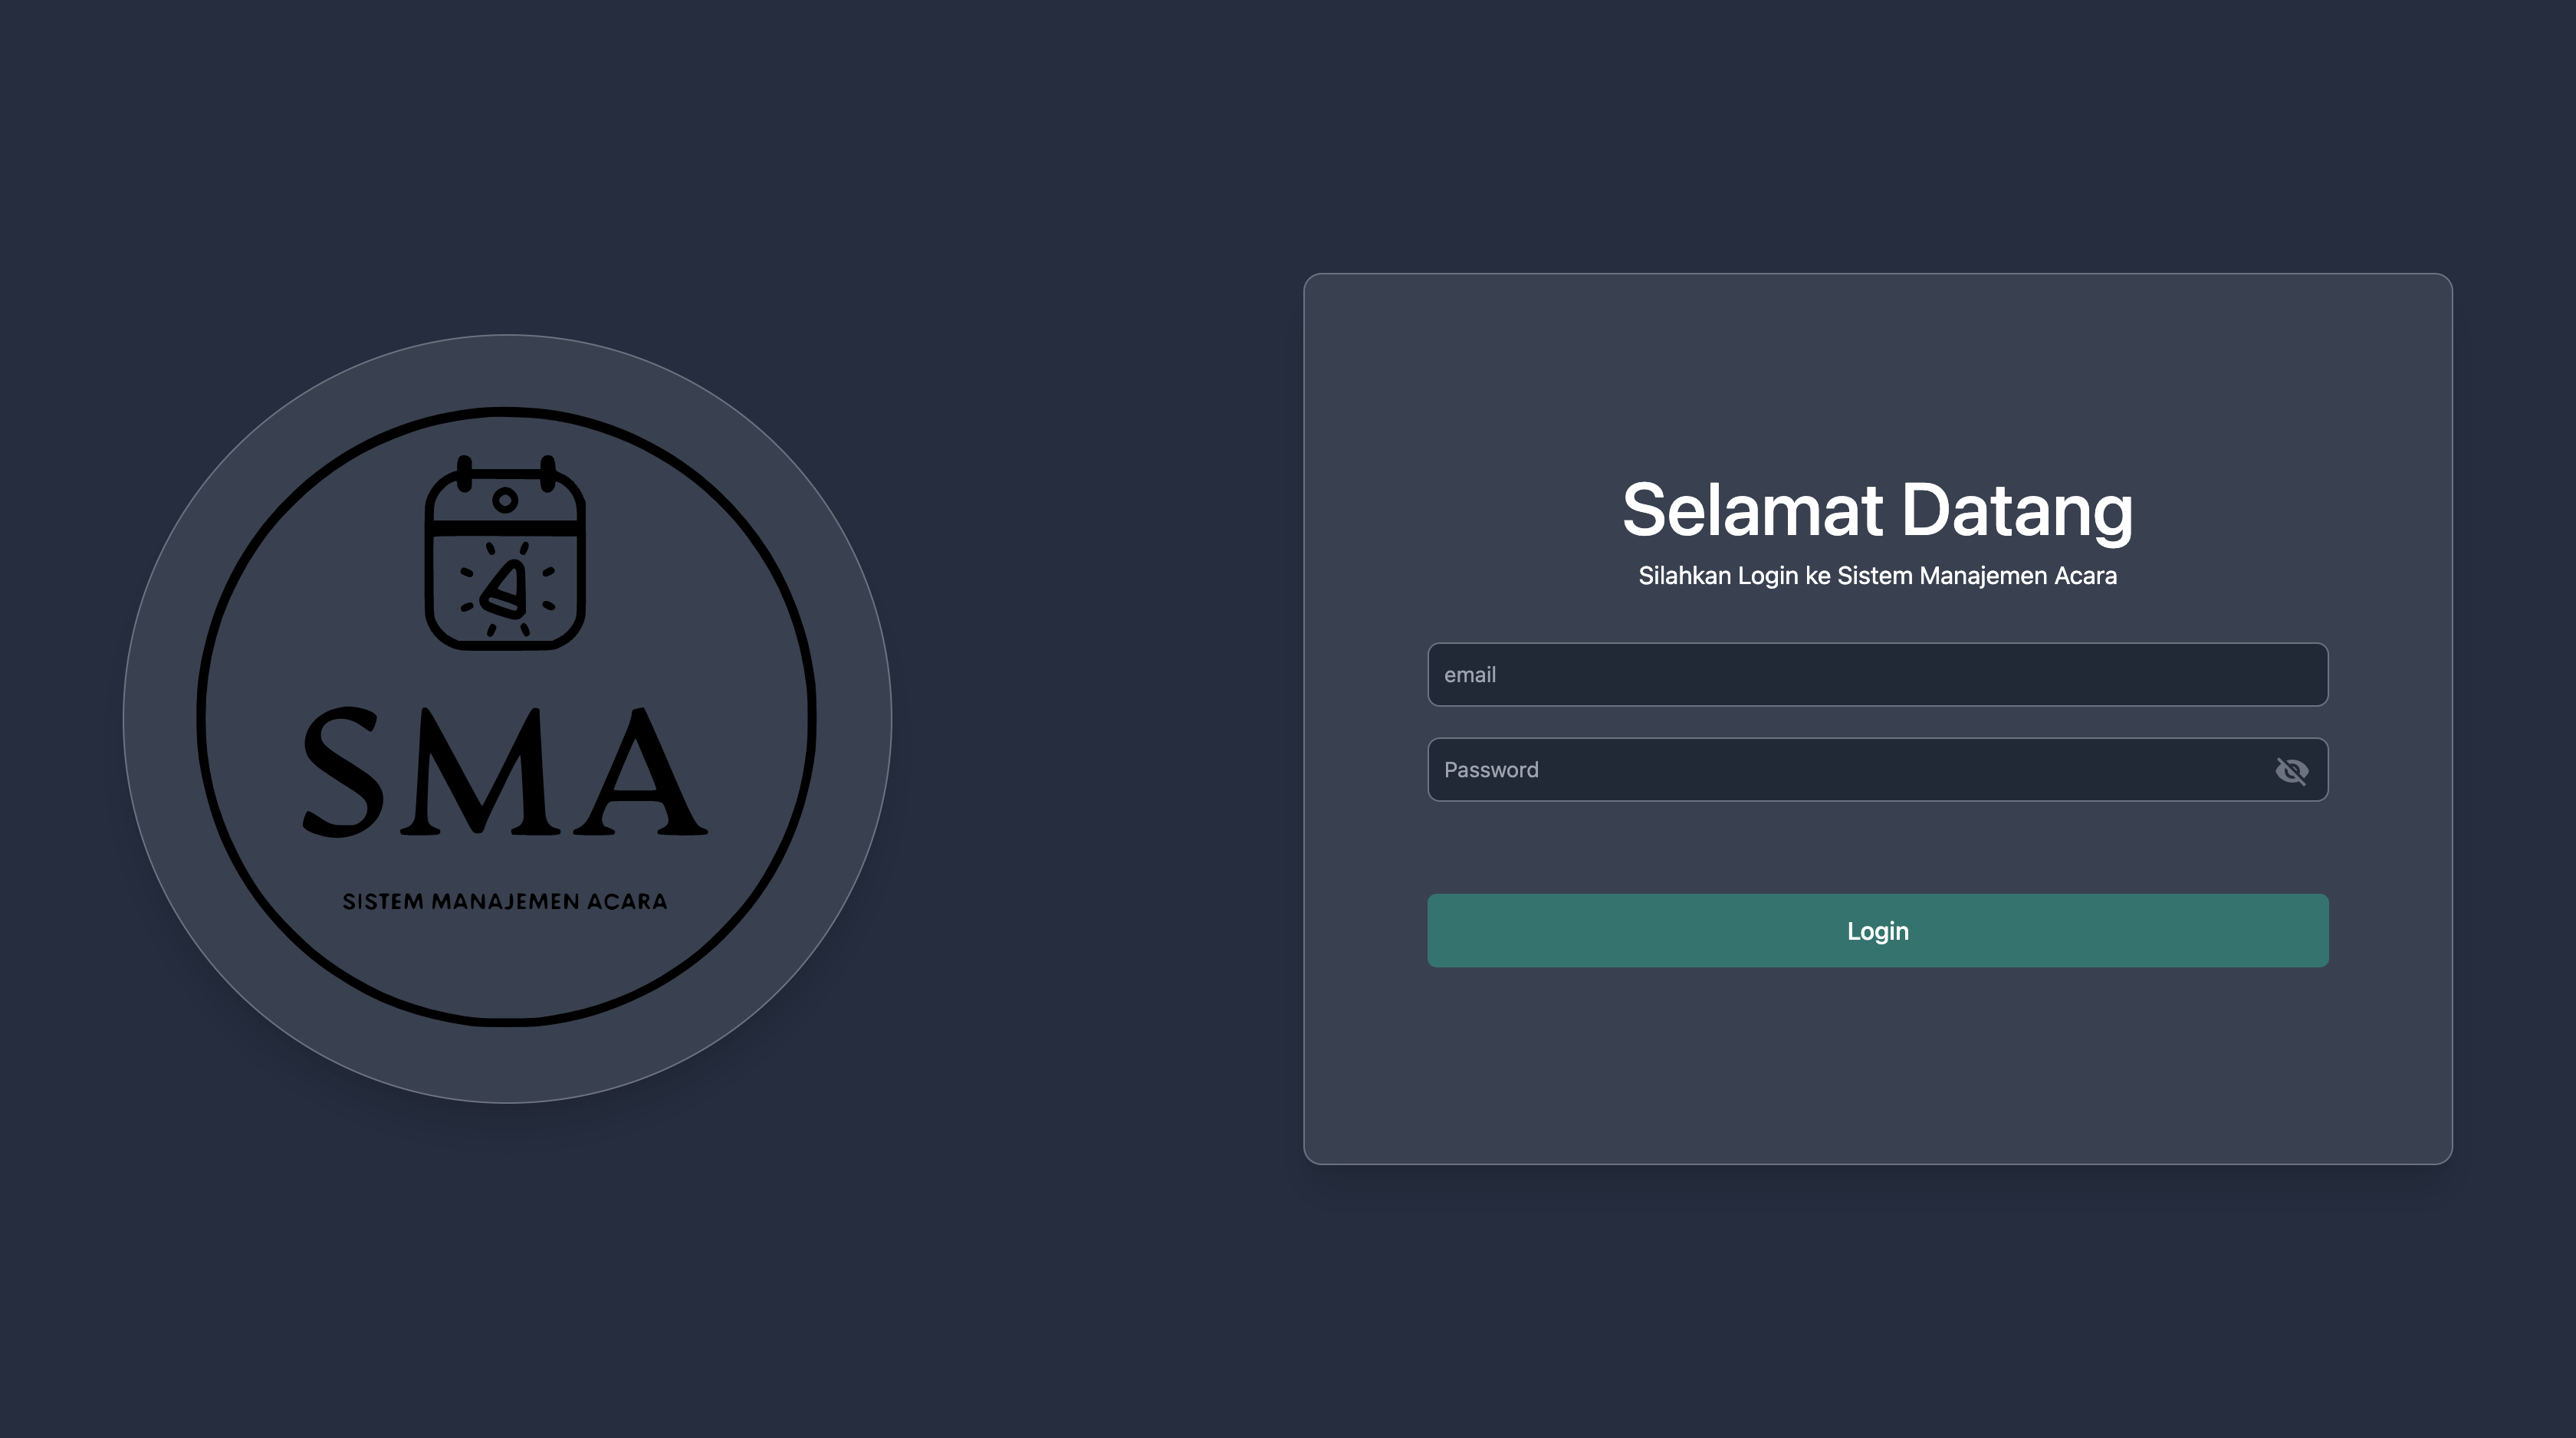 SMA
SISTEM MANAJEMEN ACARA
Selamat Datang
Silahkan Login ke Sistem Manajemen Acara
email
Password
Login